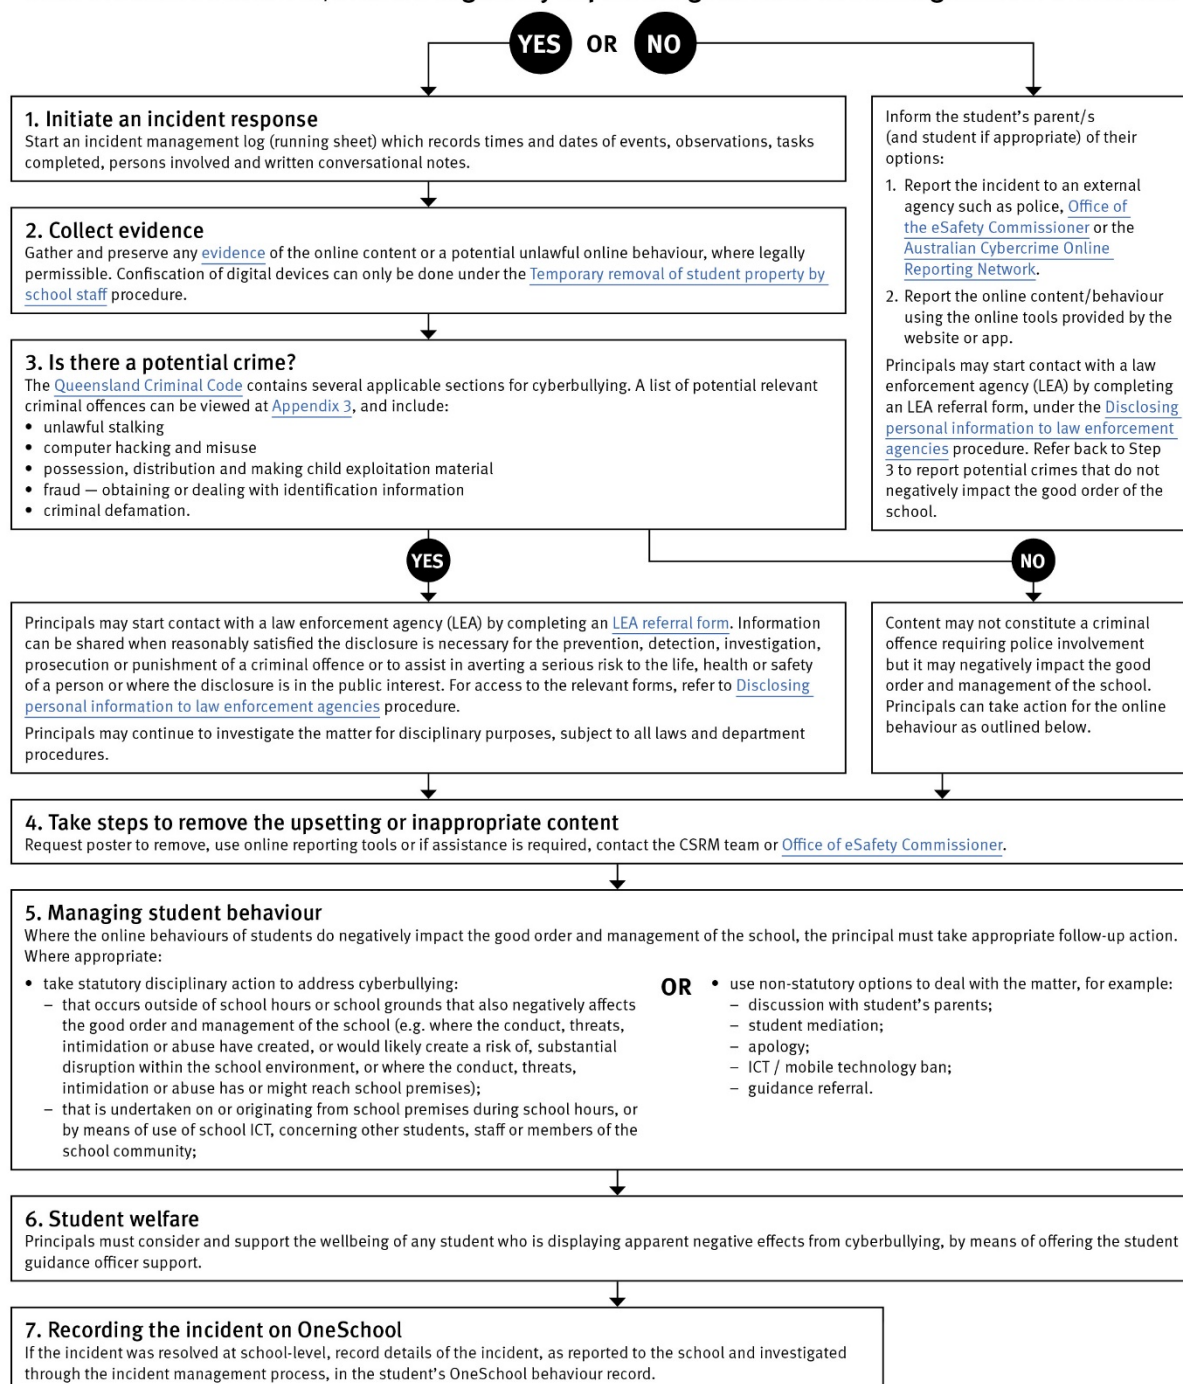 YES OR NO
1. Initiate an incident response
Start an incident management log (running sheet) which records times and dates of events, observations, tasks
completed, persons involved and written conversational notes.
2. Collect evidence
Gather and preserve any evidence of the online content or a potential unlawful online behaviour, where legally
permissible. Confiscation of digital devices can only be done under the Temporary removal of student property by
school staff procedure.
3. Is there a potential crime?
The Queensland Criminal Code contains several applicable sections for cyberbullying. A list of potential relevant
criminal offences can be viewed at Appendix 3, and include:
• unlawful stalking
• computer hacking and misuse
• possession, distribution and making child exploitation material
• fraud — obtaining or dealing with identification information
• criminal defamation.
Inform the student's parent/s
(and student if appropriate) of their
options:
1. Report the incident to an external
agency such as police, Office of
the eSafety Commissioner or the
Australian Cybercrime Online
Reporting Network.
2. Report the online content/behaviour
using the online tools provided by the
website or app.
Principals may start contact with a law
enforcement agency (LEA) by completing
an LEA referral form, under the Disclosing
personal information to law enforcement
agencies procedure. Refer back to Step
3 to report potential crimes that do not
negatively impact the good order of the
school.
YES
NO
Principals may start contact with a law enforcement agency (LEA) by completing an LEA referral form. Information
can be shared when reasonably satisfied the disclosure is necessary for the prevention, detection, investigation,
prosecution or punishment of a criminal offence or to assist in averting a serious risk to the life, health or safety
of a person or where the disclosure is in the public interest. For access to the relevant forms, refer to Disclosing
personal information to law enforcement agencies procedure.
Principals may continue to investigate the matter for disciplinary purposes, subject to all laws and department
procedures.
Content may not constitute a criminal
offence requiring police involvement
but it may negatively impact the good
order and management of the school.
Principals can take action for the online
behaviour as outlined below.
4. Take steps to remove the upsetting or inappropriate content
Request poster to remove, use online reporting tools or if assistance is required, contact the CSRM team or Office of eSafety Commissioner.
5. Managing student behaviour
Where the online behaviours of students do negatively impact the good order and management of the school, the principal must take appropriate follow-up action.
Where appropriate:
• take statutory disciplinary action to address cyberbullying:
– that occurs outside of school hours or school grounds that also negatively affects
the good order and management of the school (e.g. where the conduct, threats,
intimidation or abuse have created, or would likely create a risk of, substantial
disruption within the school environment, or where the conduct, threats,
intimidation or abuse has or might reach school premises);
– that is undertaken on or originating from school premises during school hours, or
by means of use of school ICT, concerning other students, staff or members of the
school community;
OR
• use non-statutory options to deal with the matter, for example:
– discussion with student's parents;
– student mediation;
– apology;
– ICT / mobile technology ban;
– guidance referral.
6. Student welfare
Principals must consider and support the wellbeing of any student who is displaying apparent negative effects from cyberbullying, by means of offering the student
guidance officer support.
7. Recording the incident on OneSchool
If the incident was resolved at school-level, record details of the incident, as reported to the school and investigated
through the incident management process, in the student's OneSchool behaviour record.